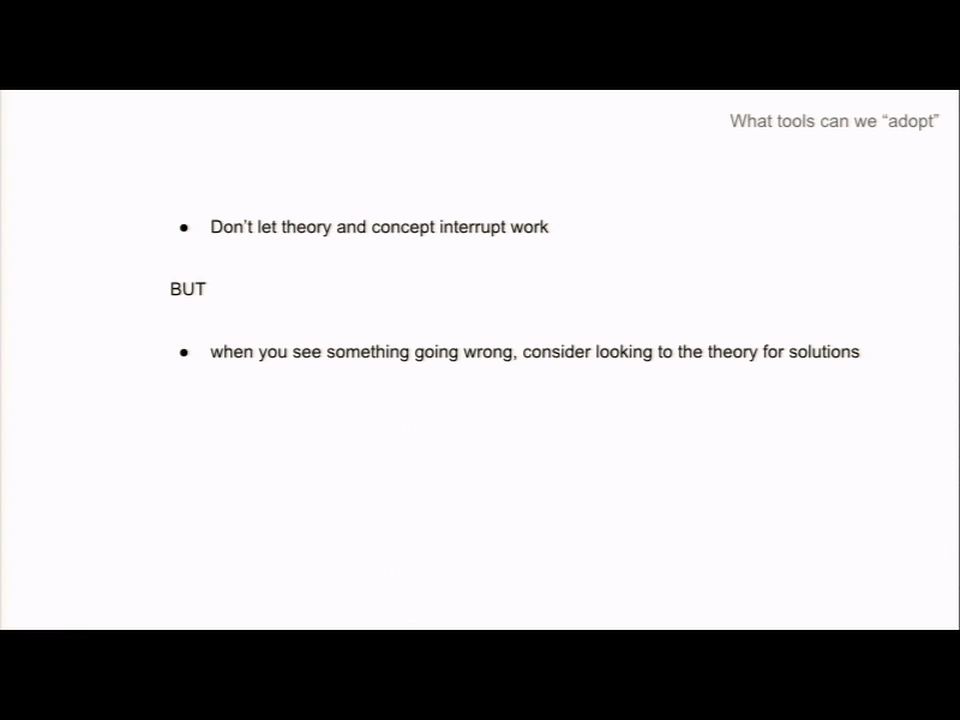 What tools can we “adopt”
● Don’t let theory and concept interrupt work
BUT
● when you see something going wrong, consider looking to the theory for solutions